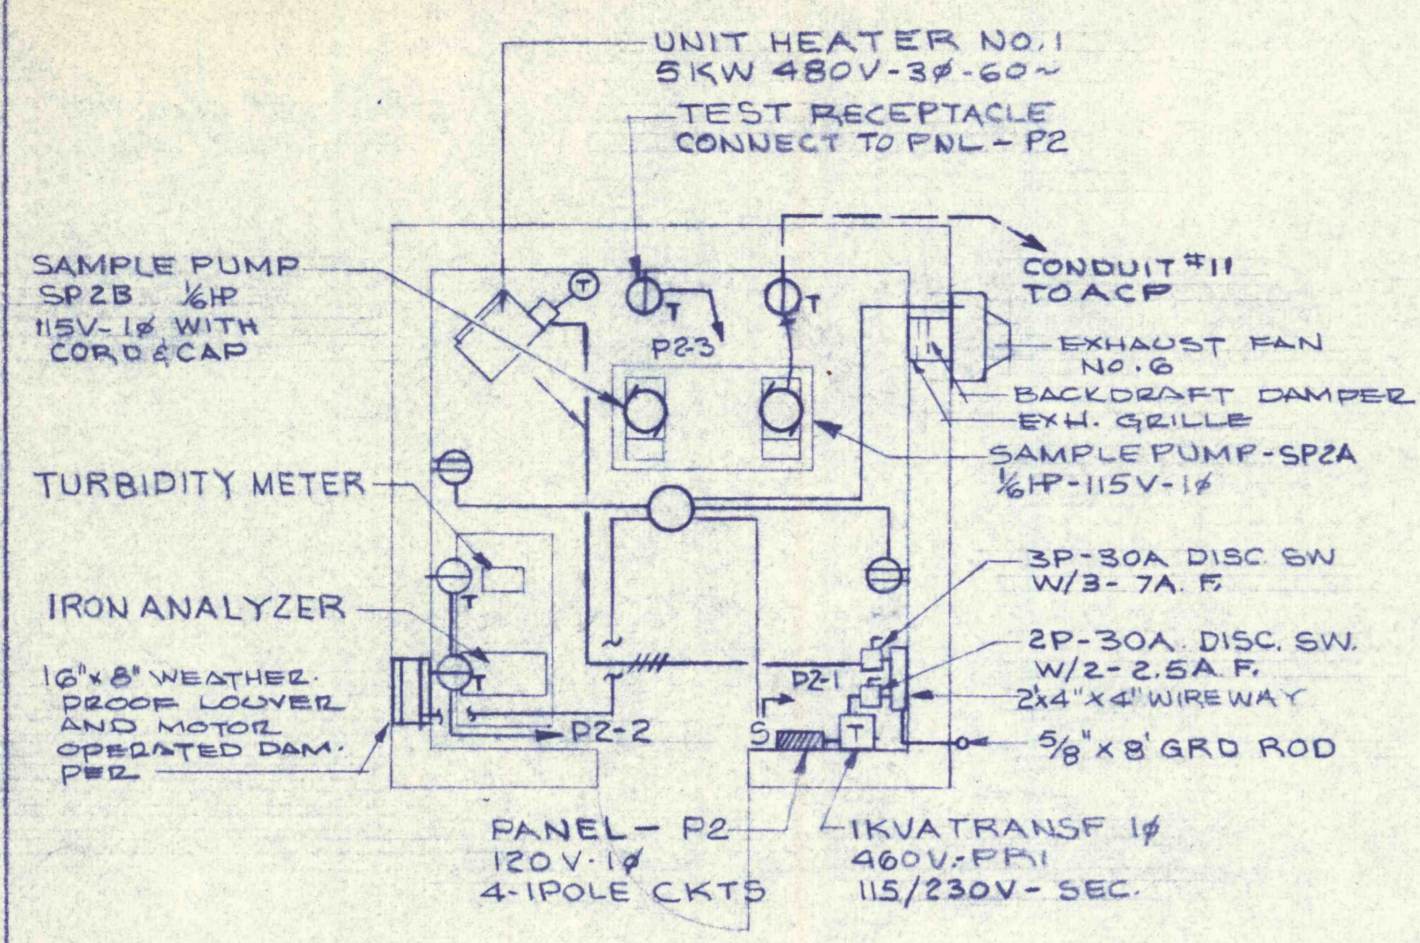 UNIT HEATER NO.1
5KW 480V-3Ø-60~
TEST RECEPTACLE
CONNECT TO PNL-P2
SAMPLE PUMP
SP2B 1/6HP
115V-1Ø WITH
CORD & CAP
T
T
T
P2-3
CONDUIT #11
TO ACP
EXHAUST FAN
NO.6
BACKDRAFT DAMPER
EXH. GRILLE
SAMPLE PUMP-SP2A
1/6HP-115V-1Ø
TURBIDITY METER
T
IRON ANALYZER
T
16"x8" WEATHER.
PROOF LOUVER
AND MOTOR
OPERATED DAM-
PER
P2-2
3P-30A DISC. SW
W/3-7A.F.
2P-30A. DISC. SW.
W/2-2.5A.F.
2'x4"x4" WIREWAY
5/8" x 8' GRD ROD
P2-1
S
T
PANEL- P2
120V-1Ø
4-1POLE CKTS
1KVA TRANSF 1Ø
460V.-PRI
115/230V- SEC.